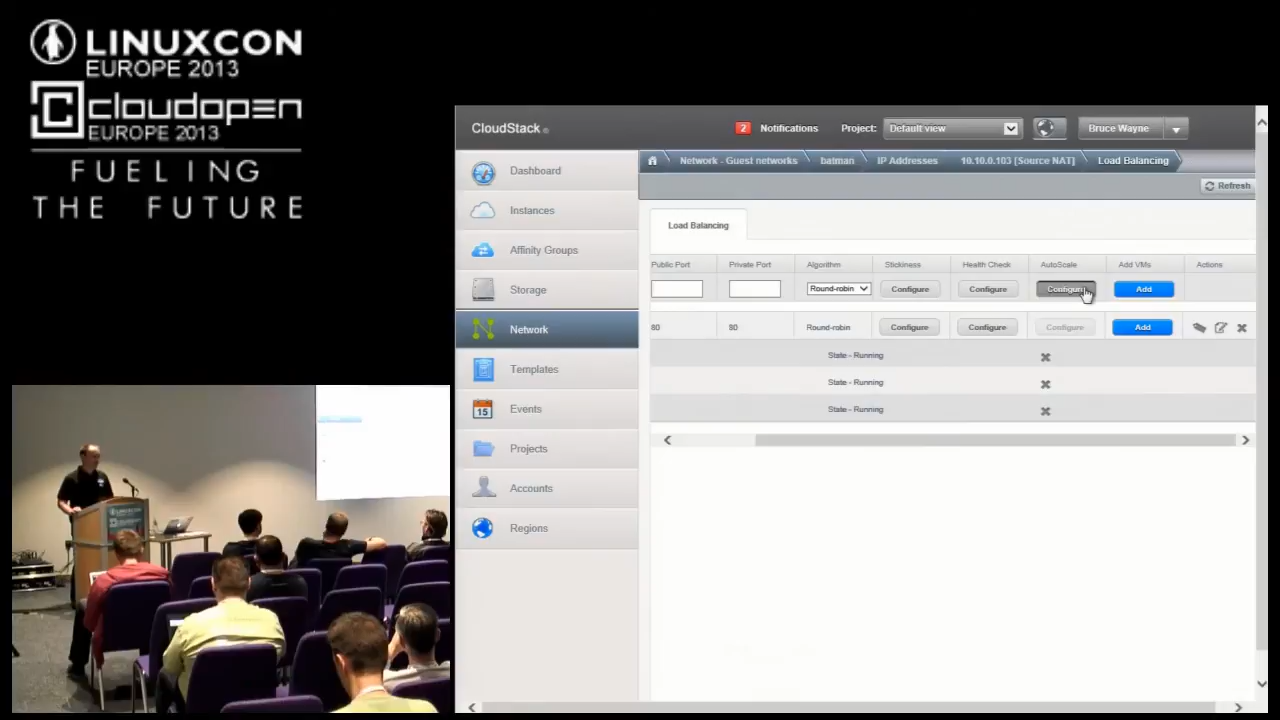 LINUXCON
EUROPE 2013
cloudopen
EUROPE 2013
FUELING
THE FUTURE
CloudStack
2 Notifications Project: Default view Bruce Wayne
Network - Guest networks batman IP Addresses 10.10.0.103 [Source NAT] Load Balancing
Refresh
Dashboard
Instances
Affinity Groups
Storage
Network
Templates
15 Events
Projects
Accounts
Regions
Load Balancing
Public Port Private Port Algorithm Stickiness Health Check AutoScale Add VMs Actions
Round-robin Configure Configure Configure Add
80 80 Round-robin Configure Configure Configure Add
State - Running
State - Running
State - Running
LINUXCON